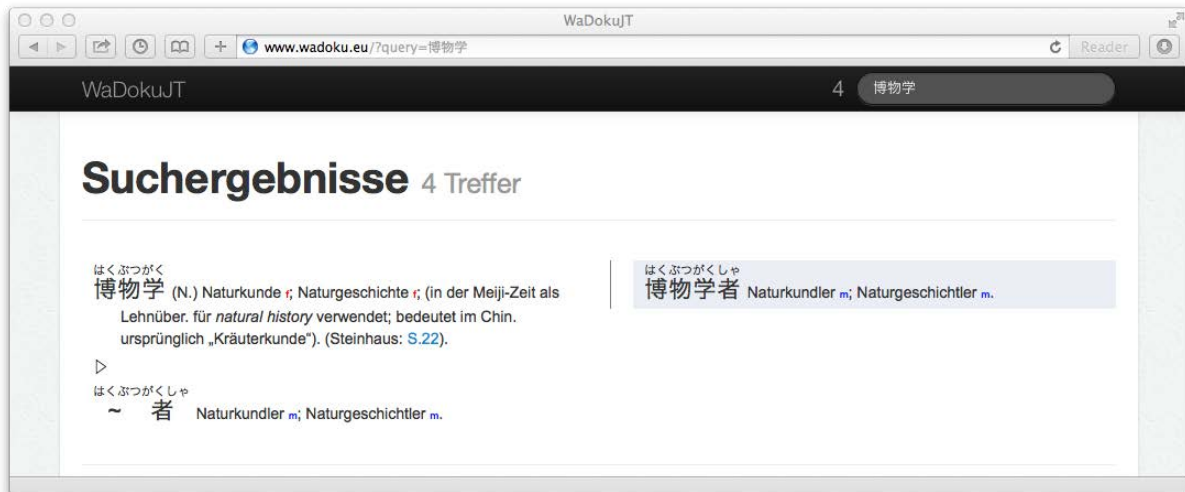 WaDokuJT
www.wadoku.eu/?query=博物学
Reader
WaDokuJT
4
博物学
Suchergebnisse 4 Treffer
はくぶつがく
博物学 (N.) Naturkunde f; Naturgeschichte f; (in der Meiji-Zeit als
Lehnüber. für natural history verwendet; bedeutet im Chin.
ursprünglich „Kräuterkunde“). (Steinhaus: S.22).
▷
はくぶつがくしゃ
~ 者 Naturkundler m; Naturgeschichtler m.
はくぶつがくしゃ
博物学者 Naturkundler m; Naturgeschichtler m.